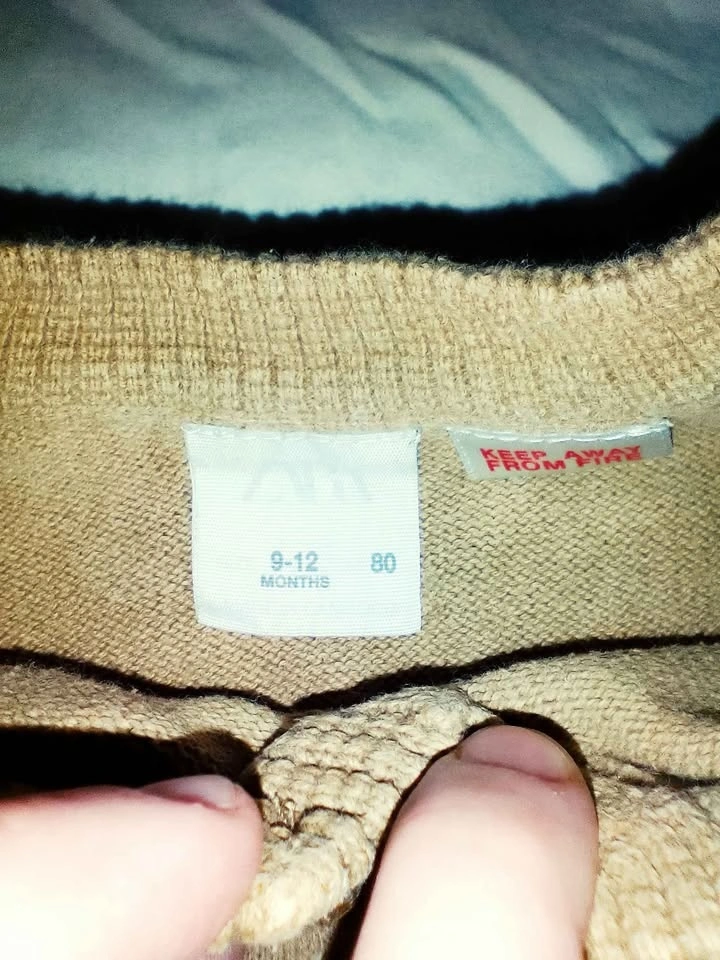 9-12 80
MONTHS
KEEP AWAY
FROM FIRE